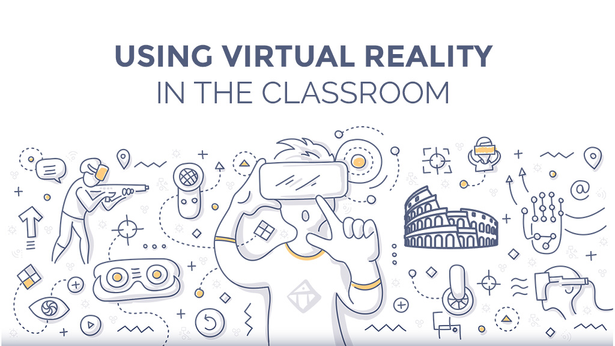 USING VIRTUAL REALITY
IN THE CLASSROOM
@